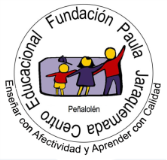 Centro Educacional Fundación Paula Jaraquemada
Peñalolén
Enseñar con Afectividad y Aprender con Calidad